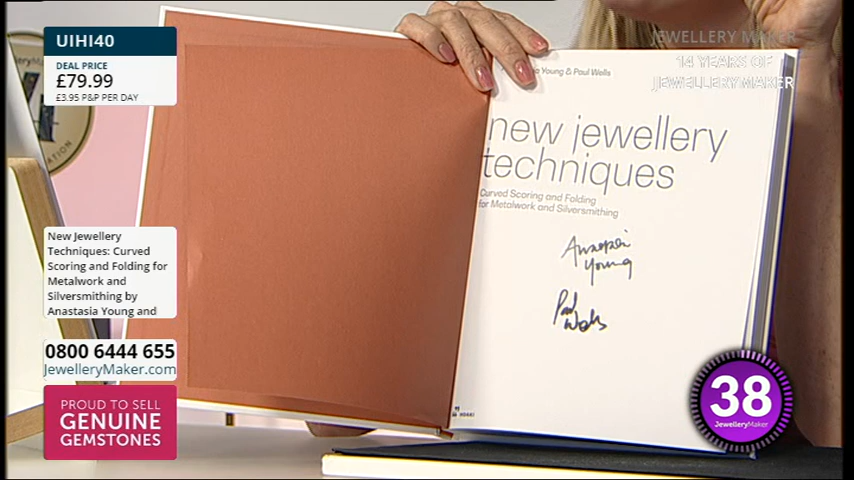 UIHI40
DEAL PRICE
£79.99
£3.95 P&P PER DAY
JEWELLERY MAKER
14 YEARS OF
JEWELLERYMAKER
Young & Paul Wells
new jewellery
techniques
Curved Scoring and Folding
for Metalwork and Silversmithing
Anastasia
Young
Paul
Wells
New Jewellery
Techniques: Curved
Scoring and Folding for
Metalwork and
Silversmithing by
Anastasia Young and
0800 6444 655
JewelleryMaker.com
PROUD TO SELL
GENUINE
GEMSTONES
38
JewelleryMaker